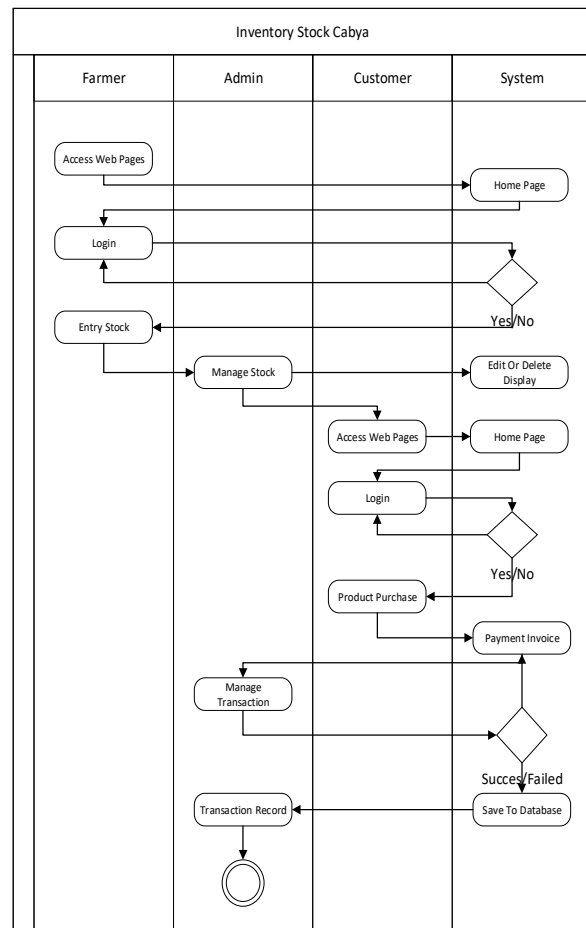 Inventory Stock Cabya
Farmer
Admin
Customer
System
Access Web Pages
Home Page
Login
Yes/No
Entry Stock
Manage Stock
Edit Or Delete
Display
Access Web Pages
Home Page
Login
Yes/No
Product Purchase
Payment Invoice
Manage
Transaction
Succes/Failed
Transaction Record
Save To Database